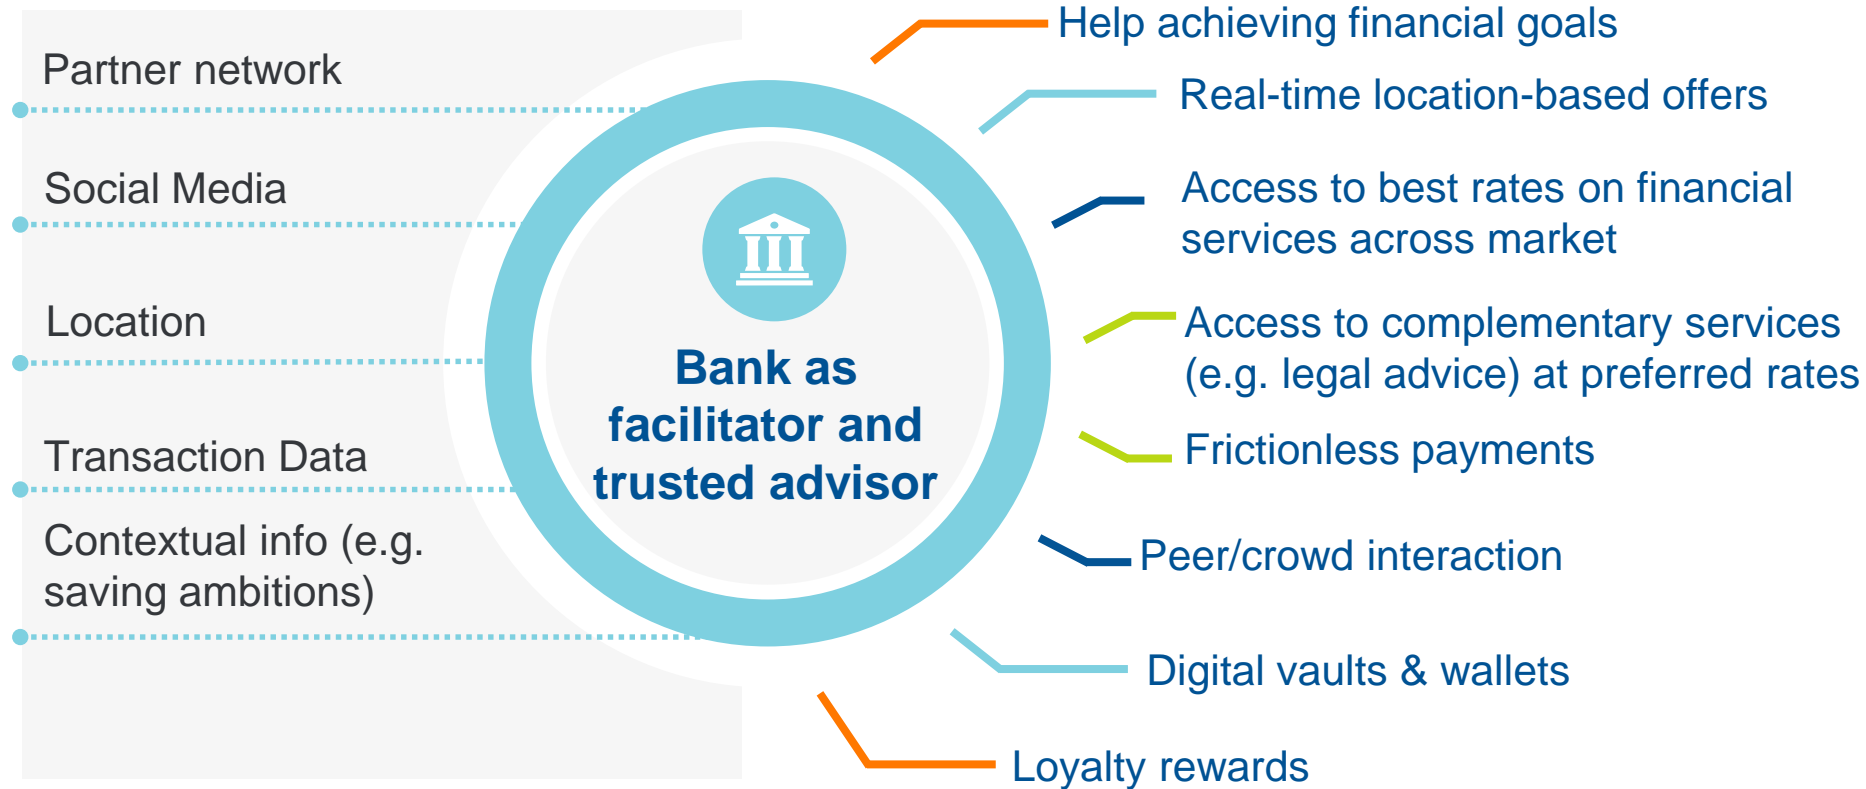 Partner network
Social Media
Location
Transaction Data
Contextual info (e.g.
saving ambitions)
Bank as
facilitator and
trusted advisor
Help achieving financial goals
Real-time location-based offers
Access to best rates on financial
services across market
Access to complementary services
(e.g. legal advice) at preferred rates
Frictionless payments
Peer/crowd interaction
Digital vaults & wallets
Loyalty rewards